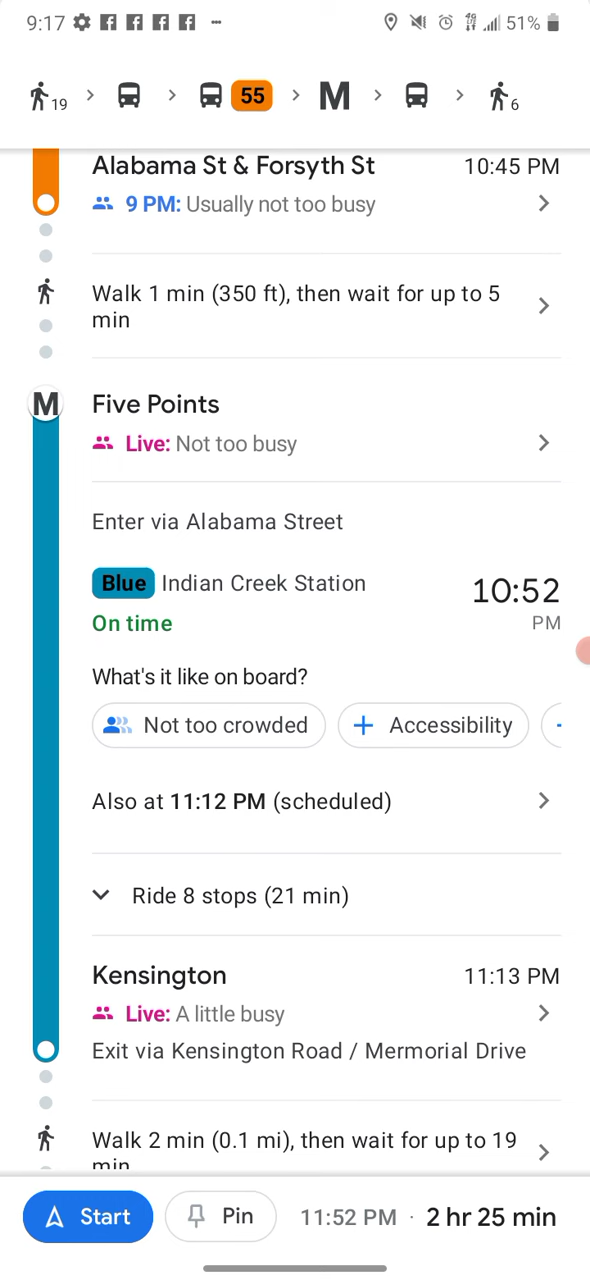 9:17 51%
19 55 M 6
Alabama St & Forsyth St 10:45 PM
9 PM: Usually not too busy
Walk 1 min (350 ft), then wait for up to 5
min
M Five Points
Live: Not too busy
Enter via Alabama Street
Blue Indian Creek Station 10:52
On time PM
What's it like on board?
Not too crowded + Accessibility
Also at 11:12 PM (scheduled)
Ride 8 stops (21 min)
Kensington 11:13 PM
Live: A little busy
Exit via Kensington Road / Mermorial Drive
Walk 2 min (0.1 mi), then wait for up to 19
min
Start Pin 11:52 PM · 2 hr 25 min